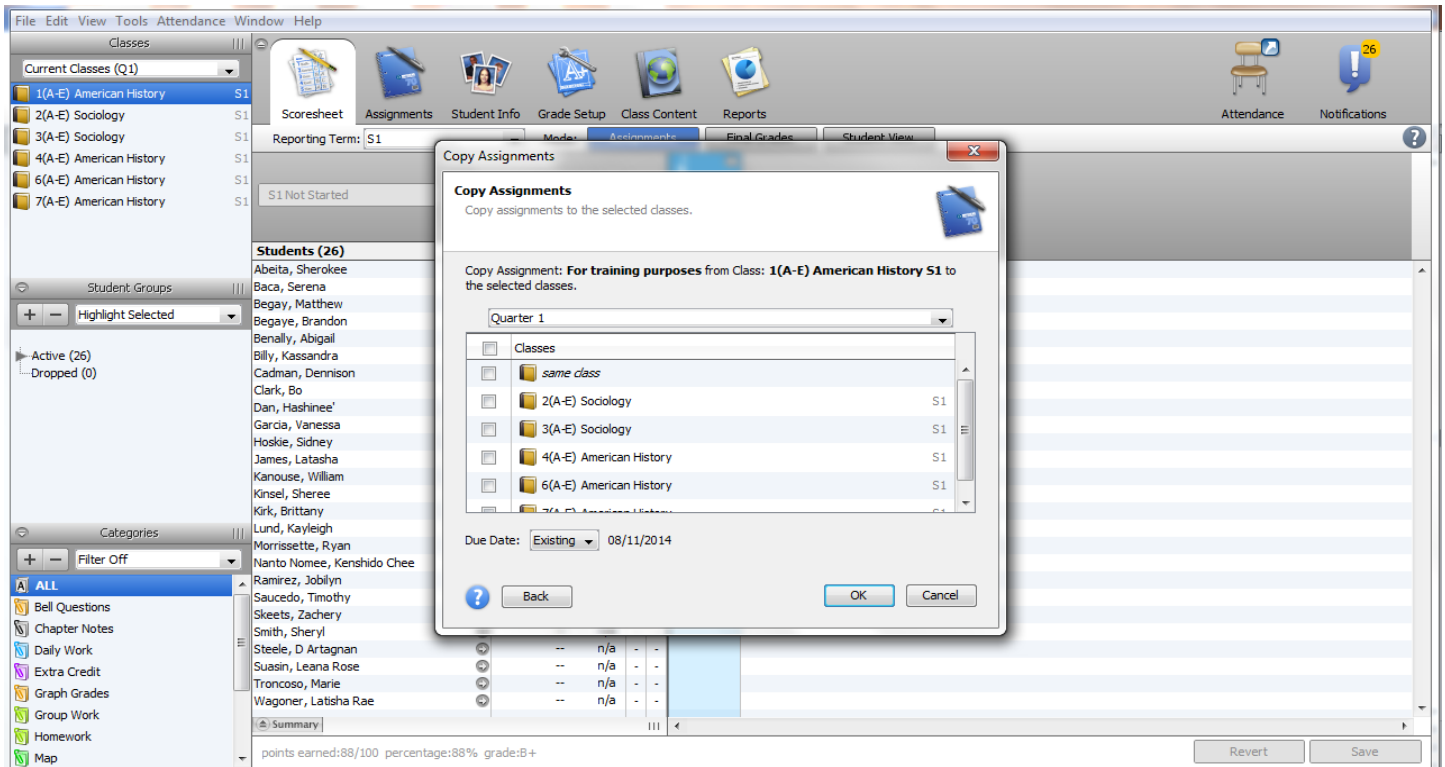 File Edit View Tools Attendance Window Help
Classes
Current Classes (Q1)
1(A-E) American History S1
2(A-E) Sociology S1
3(A-E) Sociology S1
4(A-E) American History S1
6(A-E) American History S1
7(A-E) American History S1
Student Groups
Highlight Selected
Active (26)
Dropped (0)
Categories
Filter Off
ALL
Bell Questions
Chapter Notes
Daily Work
Extra Credit
Graph Grades
Group Work
Homework
Map
Scoresheet Assignments Student Info Grade Setup Class Content Reports
Attendance
26
Notifications
Reporting Term: S1 Mode: Assignments Final Grades Student View
S1 Not Started
Students (26)
Abeita, Sherokee
Baca, Serena
Begay, Matthew
Begaye, Brandon
Benally, Abigail
Billy, Kassandra
Cadman, Dennison
Clark, Bo
Dan, Hashinee'
Garcia, Vanessa
Hoskie, Sidney
James, Latasha
Kanouse, William
Kinsel, Sheree
Kirk, Brittany
Lund, Kayleigh
Morrissette, Ryan
Nanto Nomee, Kenshido Chee
Ramirez, Jobilyn
Saucedo, Timothy
Skeets, Zachery
Smith, Sheryl
Steele, D Artagnan -- n/a - -
Suasin, Leana Rose -- n/a - -
Troncoso, Marie -- n/a - -
Wagoner, Latisha Rae -- n/a - -
Summary
points earned:88/100 percentage:88% grade:B+
Revert Save
Copy Assignments
Copy Assignments
Copy assignments to the selected classes.
Copy Assignment: For training purposes from Class: 1(A-E) American History S1 to
the selected classes.
Quarter 1
Classes
same class
2(A-E) Sociology S1
3(A-E) Sociology S1
4(A-E) American History S1
6(A-E) American History S1
7(A-E) American History S1
Due Date: Existing 08/11/2014
? Back OK Cancel